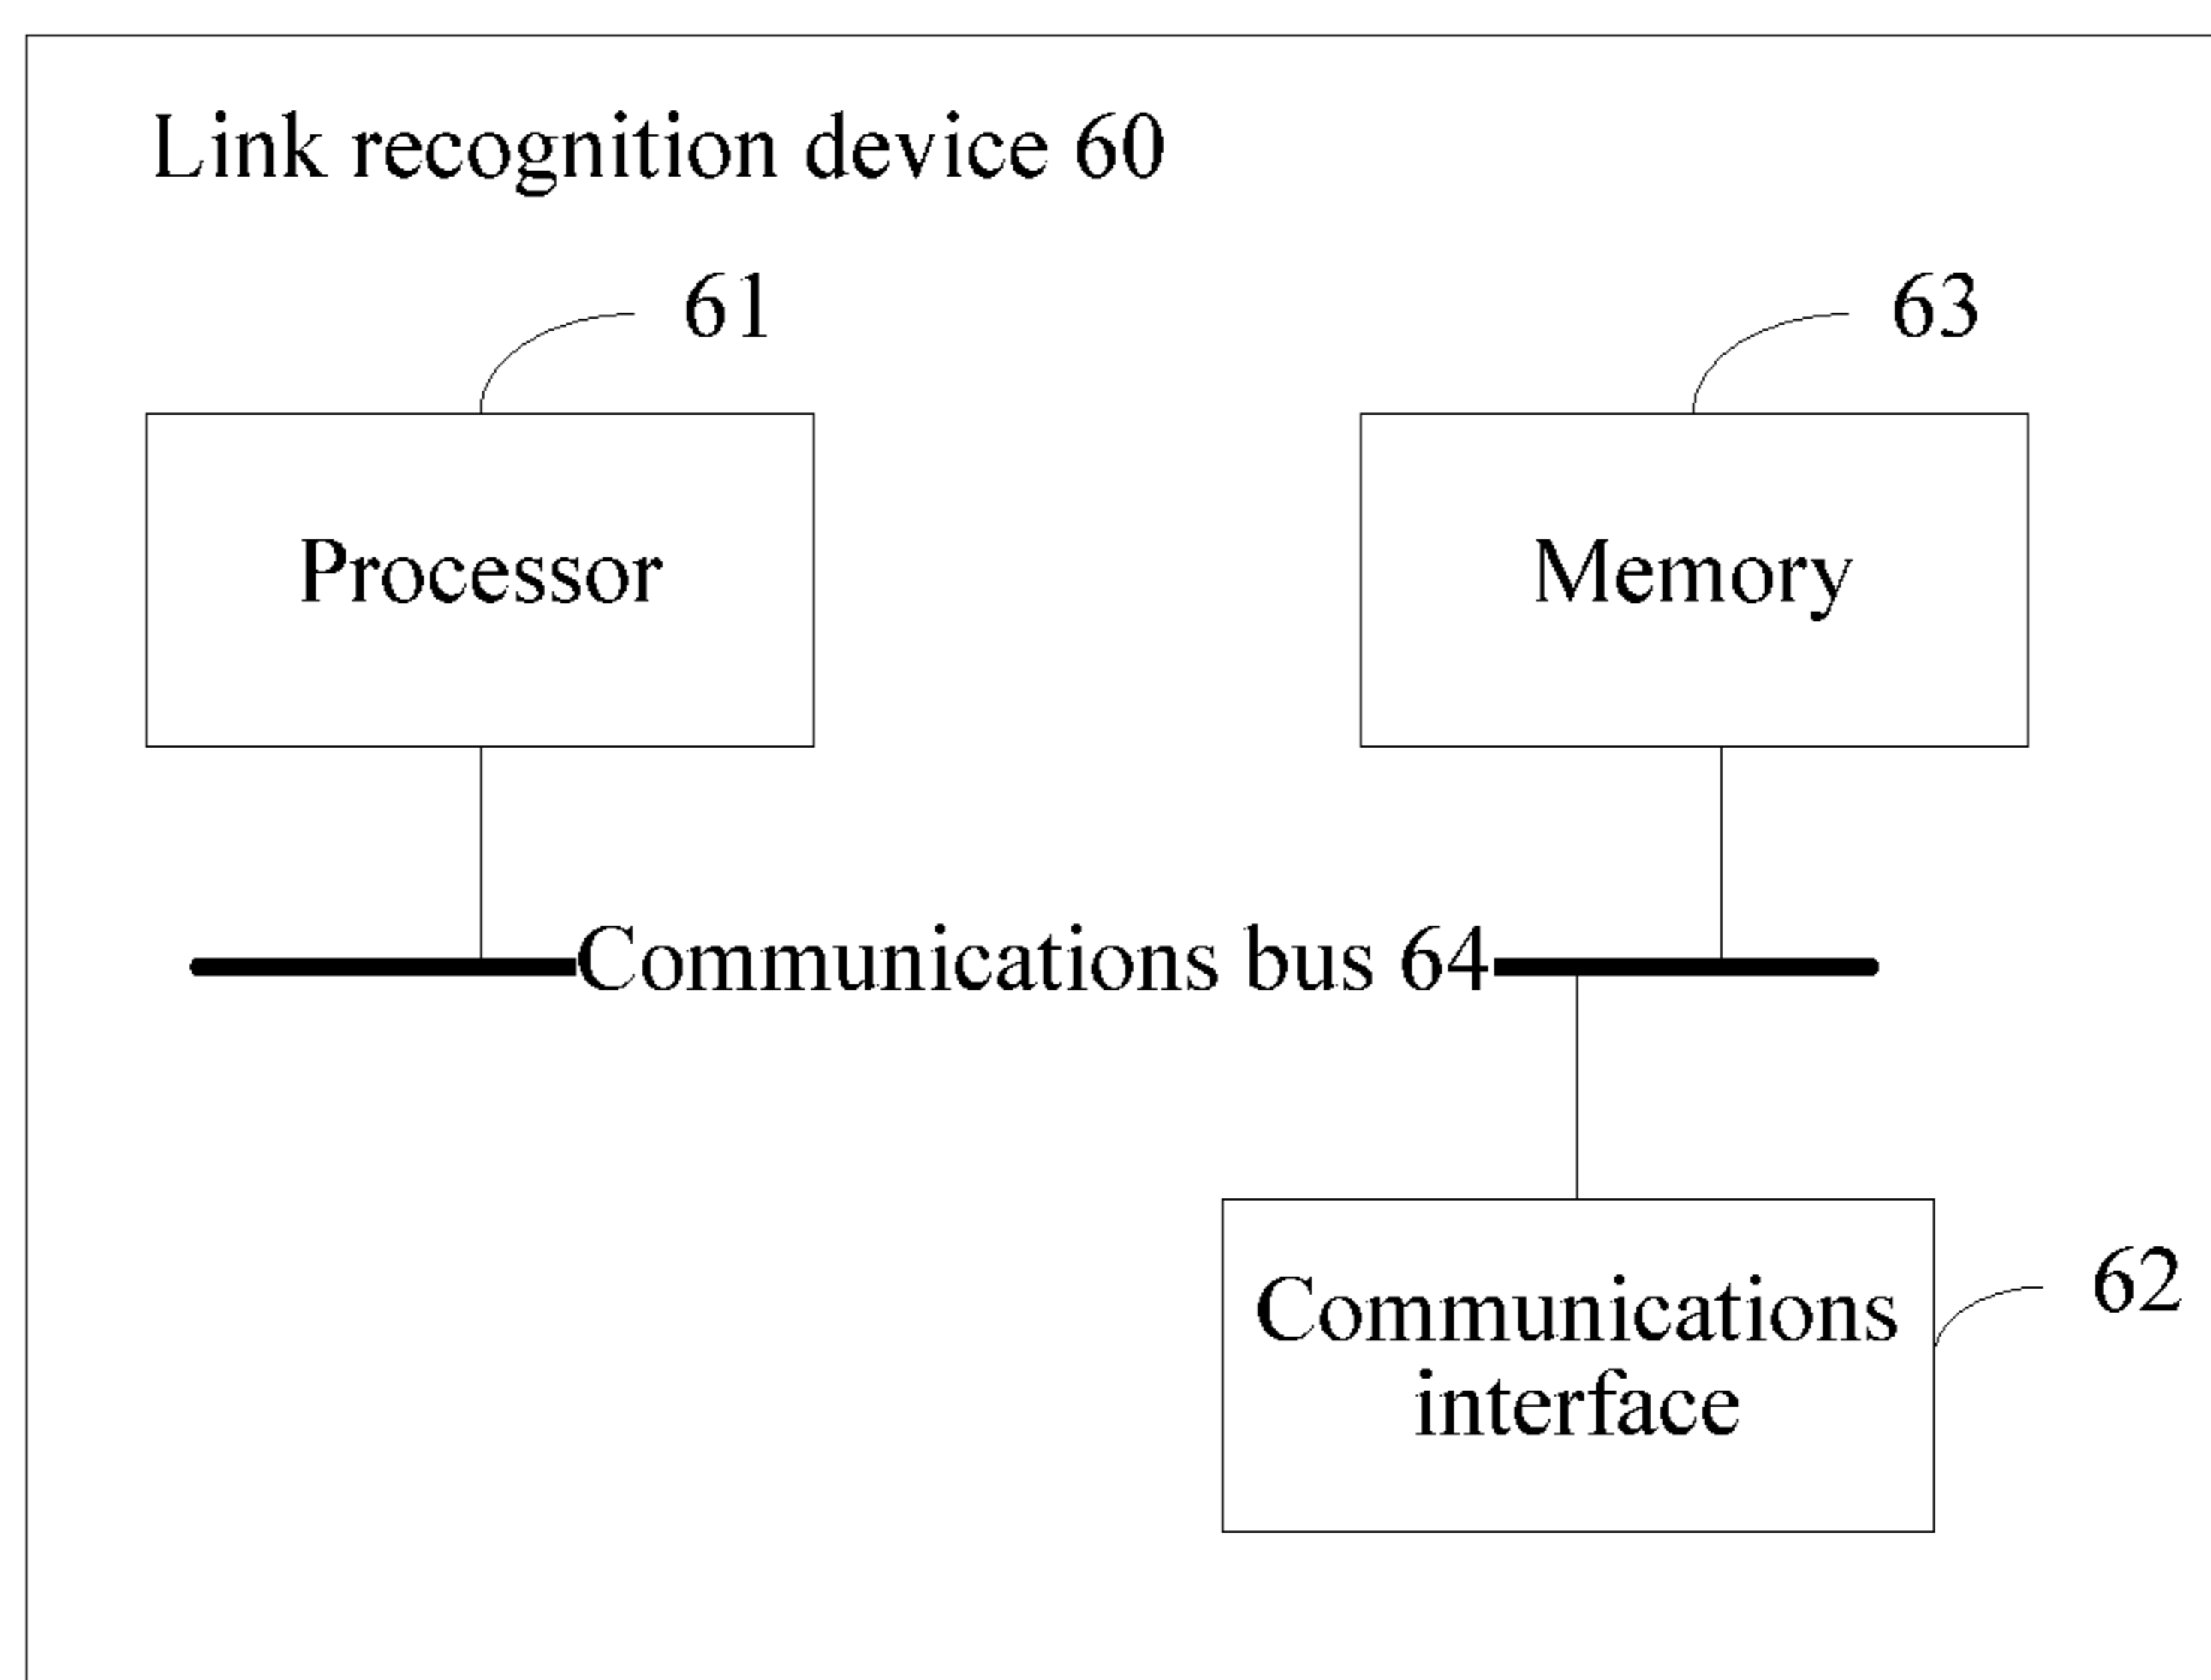 Link recognition device 60
61
63
Processor
Memory
Communications bus 64
Communications
interface
62